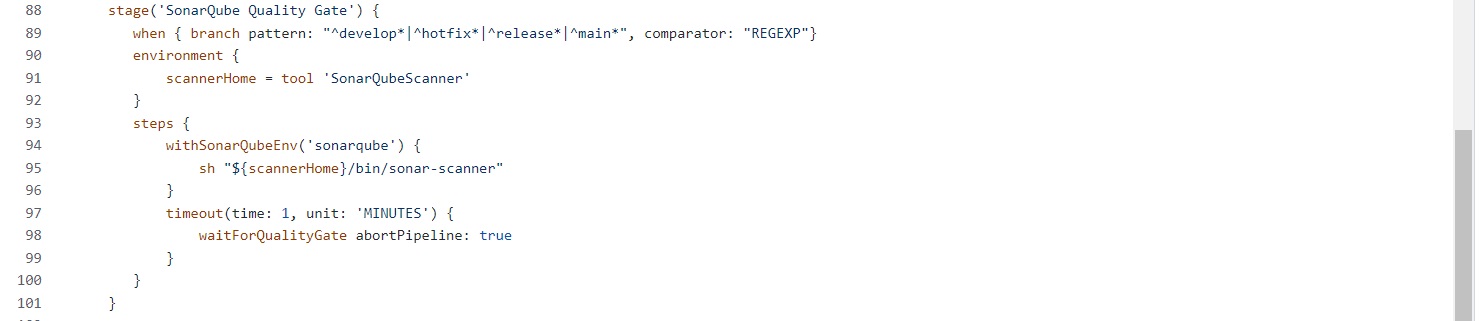 88 stage('SonarQube Quality Gate') {
89 when { branch pattern: "^develop*|^hotfix*|^release*|^main*", comparator: "REGEXP"}
90 environment {
91 scannerHome = tool 'SonarQubeScanner'
92 }
93 steps {
94 withSonarQubeEnv('sonarqube') {
95 sh "${scannerHome}/bin/sonar-scanner"
96 }
97 timeout(time: 1, unit: 'MINUTES') {
98 waitForQualityGate abortPipeline: true
99 }
100 }
101 }